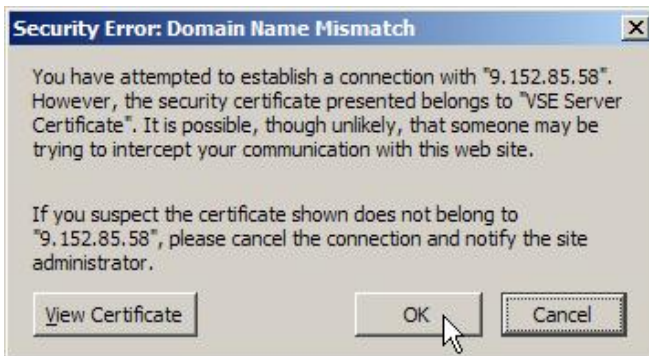 Security Error: Domain Name Mismatch
You have attempted to establish a connection with "9.152.85.58".
However, the security certificate presented belongs to "VSE Server
Certificate". It is possible, though unlikely, that someone may be
trying to intercept your communication with this web site.
If you suspect the certificate shown does not belong to
"9.152.85.58", please cancel the connection and notify the site
administrator.
View Certificate OK Cancel